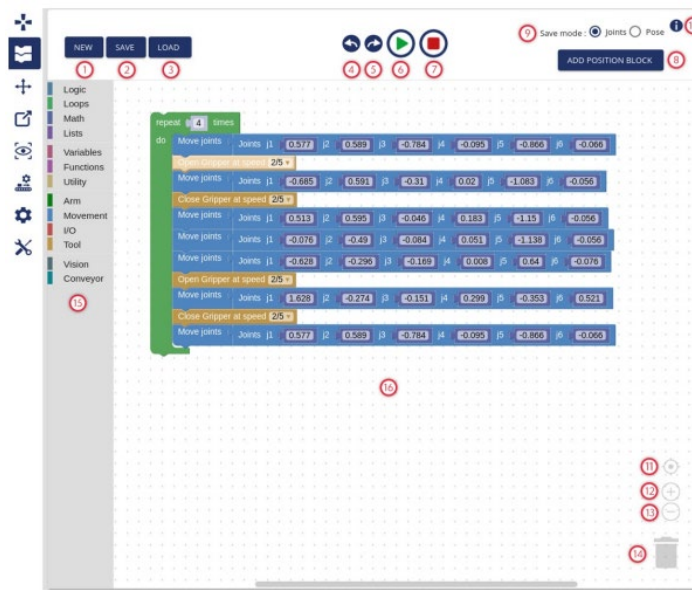 9 Save mode : Joints Pose i
NEW SAVE LOAD
ADD POSITION BLOCK 8
1 2 3 4 5 6 7
Logic
Loops
Math
Lists
Variables
Functions
Utility
Arm
Movement
I/O
Tool
Vision
Conveyor
15
repeat 4 times
do Move joints Joints j1 0.577 j2 0.589 j3 -0.784 j4 -0.095 j5 -0.866 j6 -0.066
Open Gripper at speed 2/5
Move joints Joints j1 -0.685 j2 0.591 j3 -0.31 j4 0.02 j5 -1.083 j6 -0.056
Close Gripper at speed 2/5
Move joints Joints j1 0.513 j2 0.595 j3 -0.046 j4 0.183 j5 -1.15 j6 -0.056
Move joints Joints j1 -0.076 j2 -0.49 j3 -0.084 j4 0.051 j5 -1.138 j6 -0.056
Move joints Joints j1 -0.628 j2 -0.296 j3 -0.169 j4 0.008 j5 0.64 j6 -0.076
Open Gripper at speed 2/5
Move joints Joints j1 1.628 j2 -0.274 j3 -0.151 j4 0.299 j5 -0.353 j6 0.521
Close Gripper at speed 2/5
Move joints Joints j1 0.577 j2 0.589 j3 -0.784 j4 -0.095 j5 -0.866 j6 -0.066
16
11
12
13
14